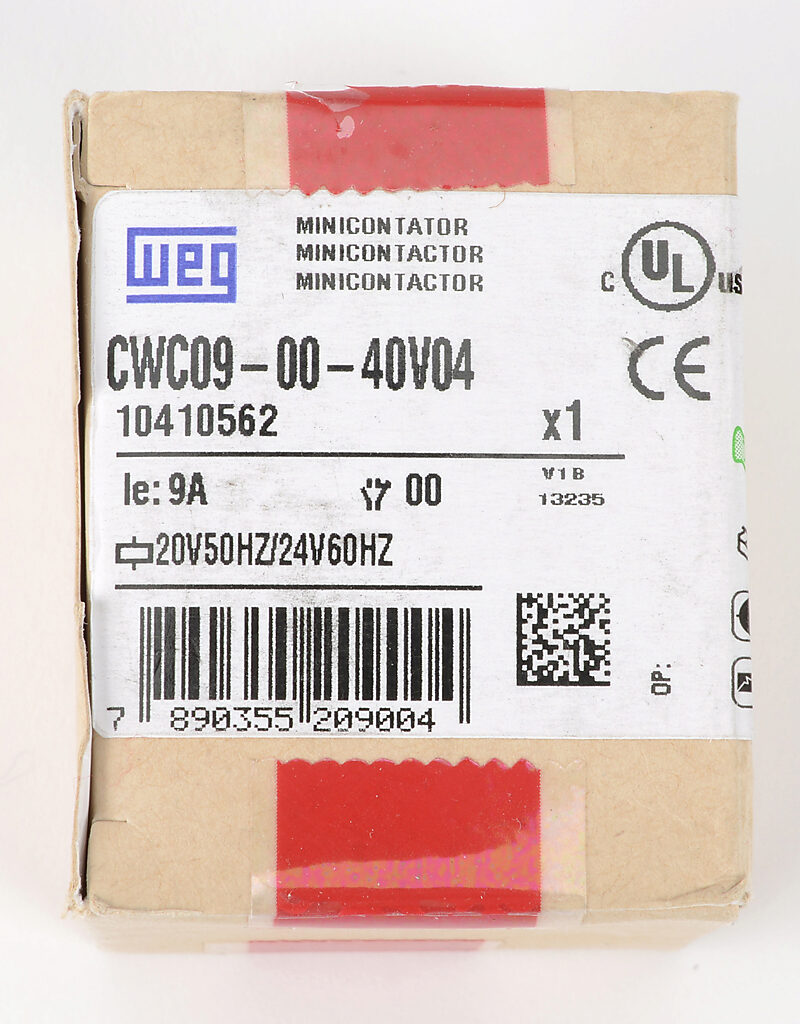 weg
MINICONTATOR
MINICONTACTOR
MINICONTACTOR
C UL US
CWC09-00-40V04
CE
10410562
x1
Ie: 9A
00
V1B
13235
20V50HZ/24V60HZ
OP:
7 890355 209004